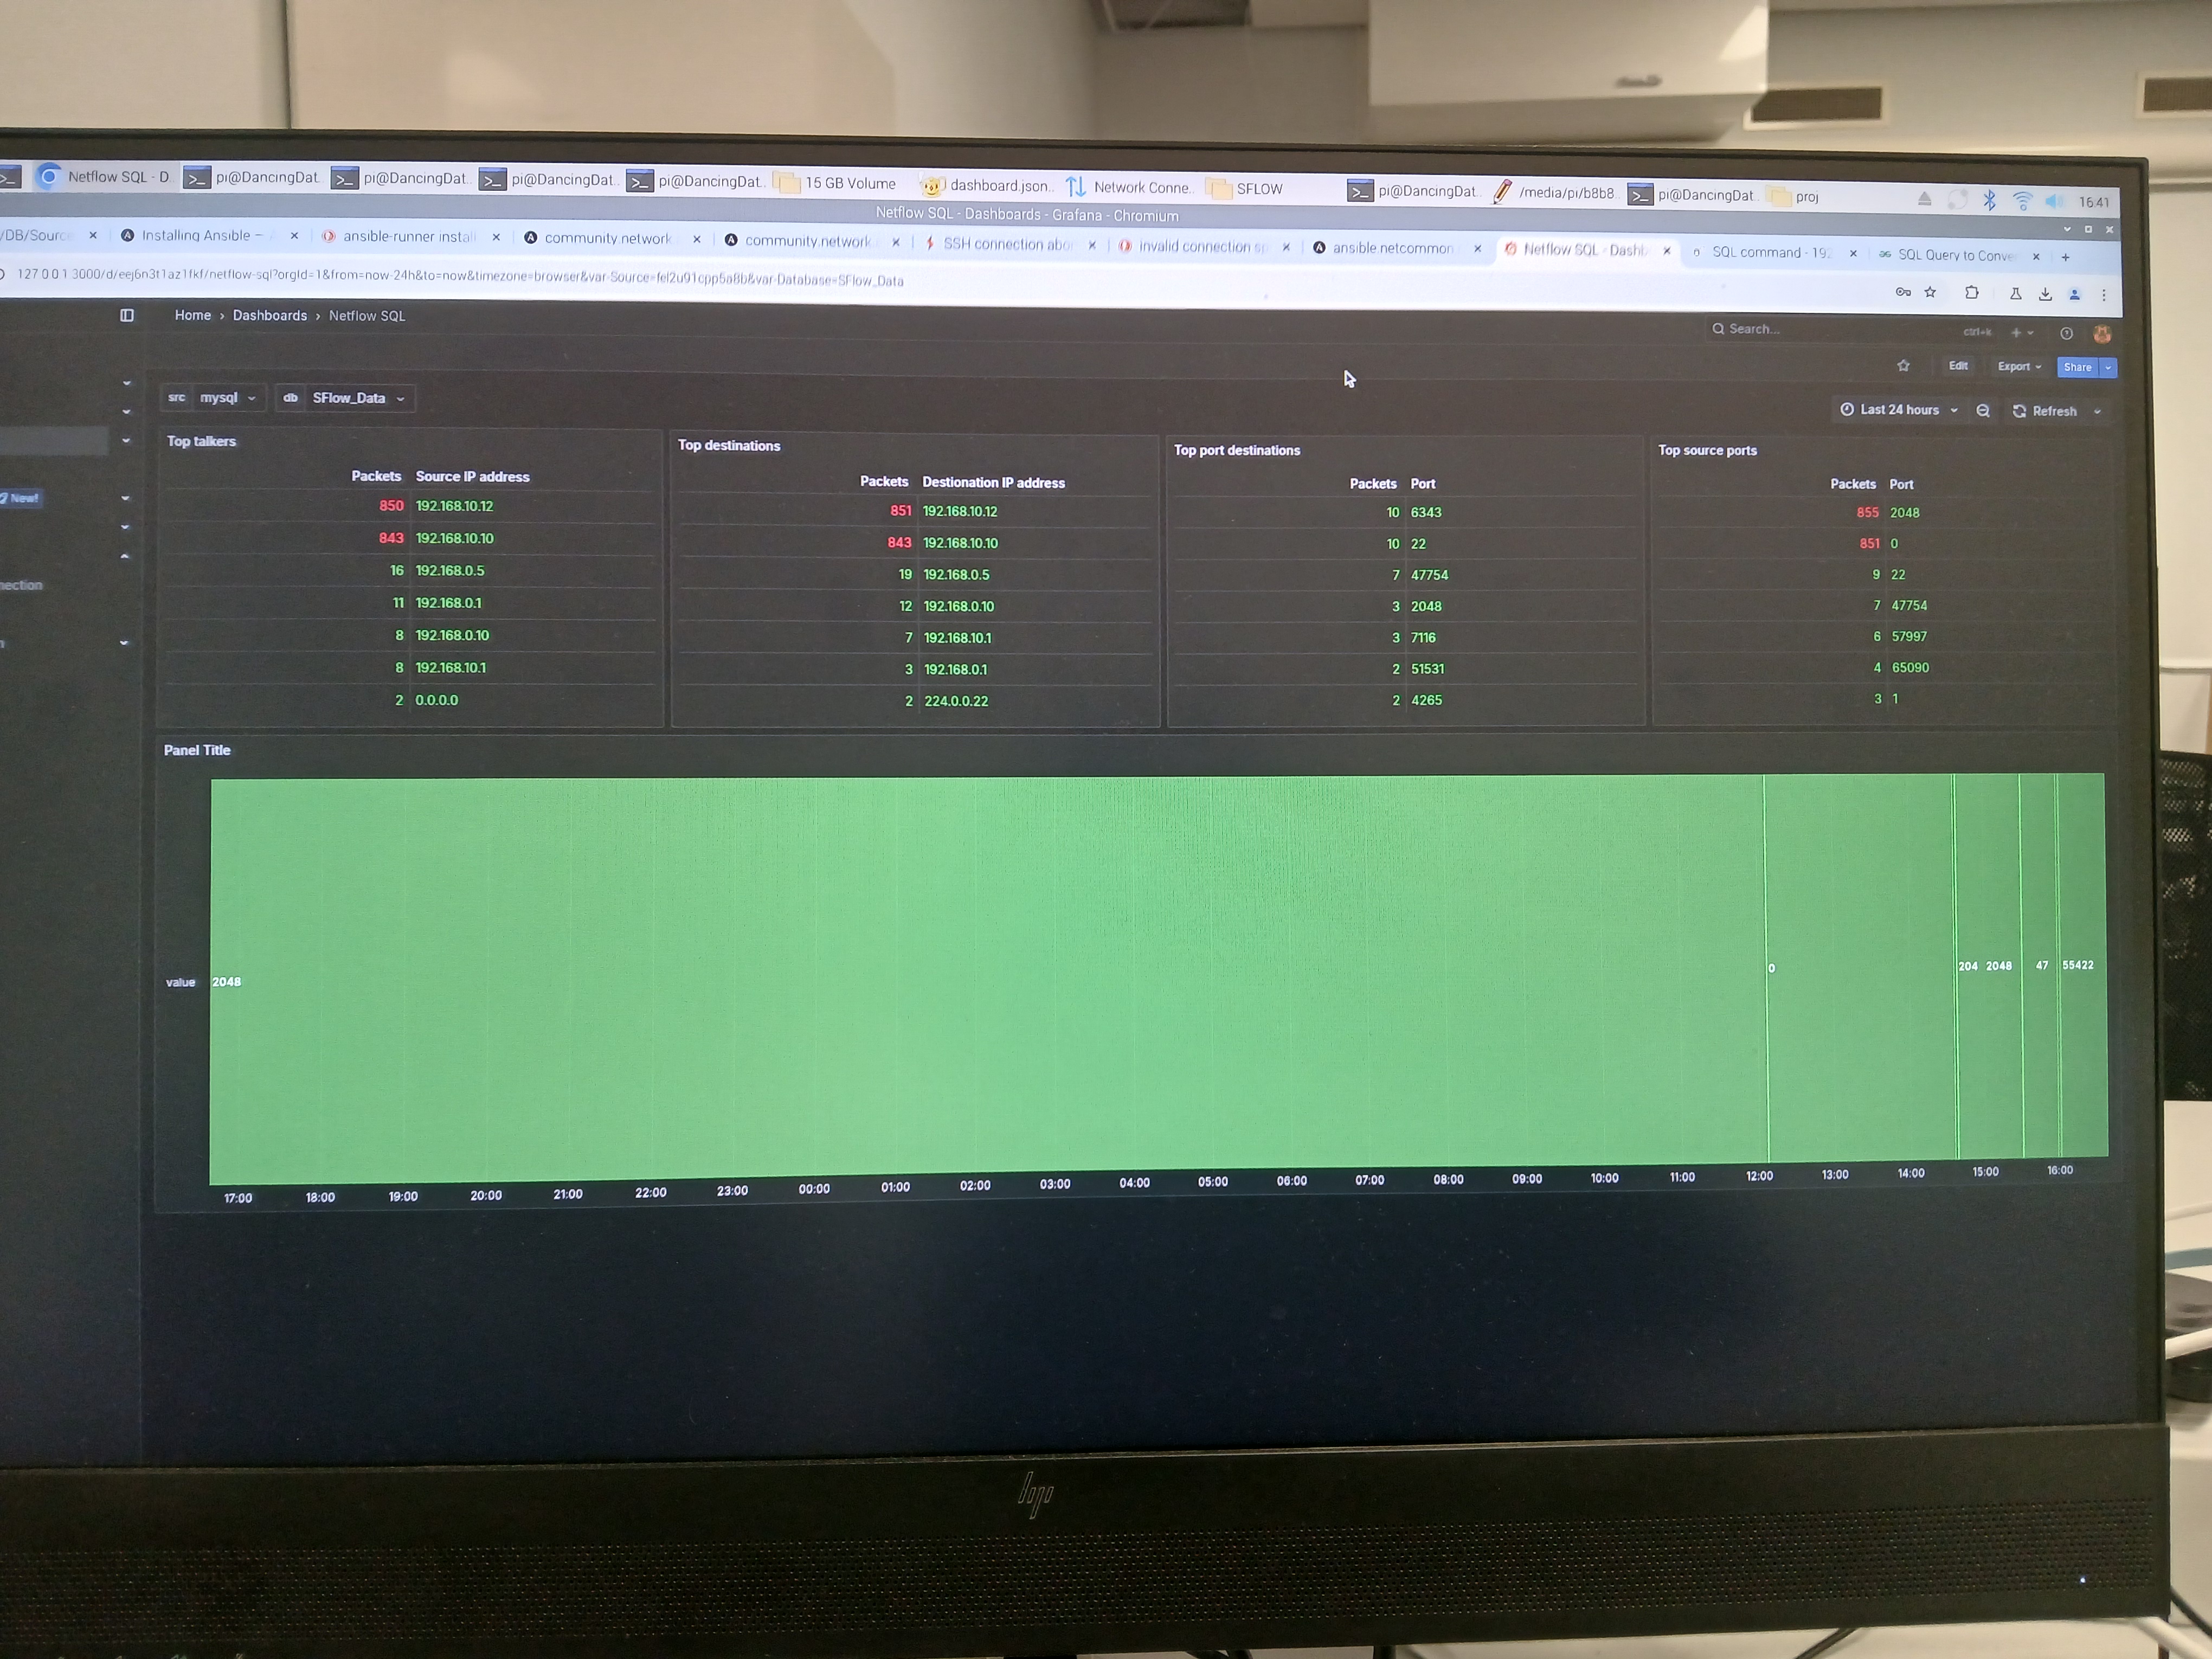 Netflow SQL - D.
pi@DancingDat.
pi@DancingDat..
pi@DancingDat..
pi@DancingDat..
15 GB Volume
dashboard.json..
Network Conne..
SFLOW
pi@DancingDat..
/media/pi/b8b8..
pi@DancingDat..
proj
16:41
Netflow SQL - Dashboards - Grafana - Chromium
/DB/Source
Installing Ansible —
ansible-runner install
community.network
community.network
SSH connection abo
invalid connection sp
ansible.netcommon
Netflow SQL - Dashb
SQL command - 192
SQL Query to Conve
127.0.0.1:3000/d/eej6n3t1az1fkf/netflow-sql?orgId=1&from=now-24h&to=now&timezone=browser&var-Source=fel2u91cpp5a8b&var-Database=SFlow_Data
Home › Dashboards › Netflow SQL
Search...
ctrl+k
Edit
Export
Share
src mysql
db SFlow_Data
Last 24 hours
Refresh
New!
nection
Top talkers
Packets Source IP address
850 192.168.10.12
843 192.168.10.10
16 192.168.0.5
11 192.168.0.1
8 192.168.0.10
8 192.168.10.1
2 0.0.0.0
Top destinations
Packets Destionation IP address
851 192.168.10.12
843 192.168.10.10
19 192.168.0.5
12 192.168.0.10
7 192.168.10.1
3 192.168.0.1
2 224.0.0.22
Top port destinations
Packets Port
10 6343
10 22
7 47754
3 2048
3 7116
2 51531
2 4265
Top source ports
Packets Port
855 2048
851 0
9 22
7 47754
6 57997
4 65090
3 1
Panel Title
value
2048 0 204 2048 47 55422
17:00 18:00 19:00 20:00 21:00 22:00 23:00 00:00 01:00 02:00 03:00 04:00 05:00 06:00 07:00 08:00 09:00 10:00 11:00 12:00 13:00 14:00 15:00 16:00
hp